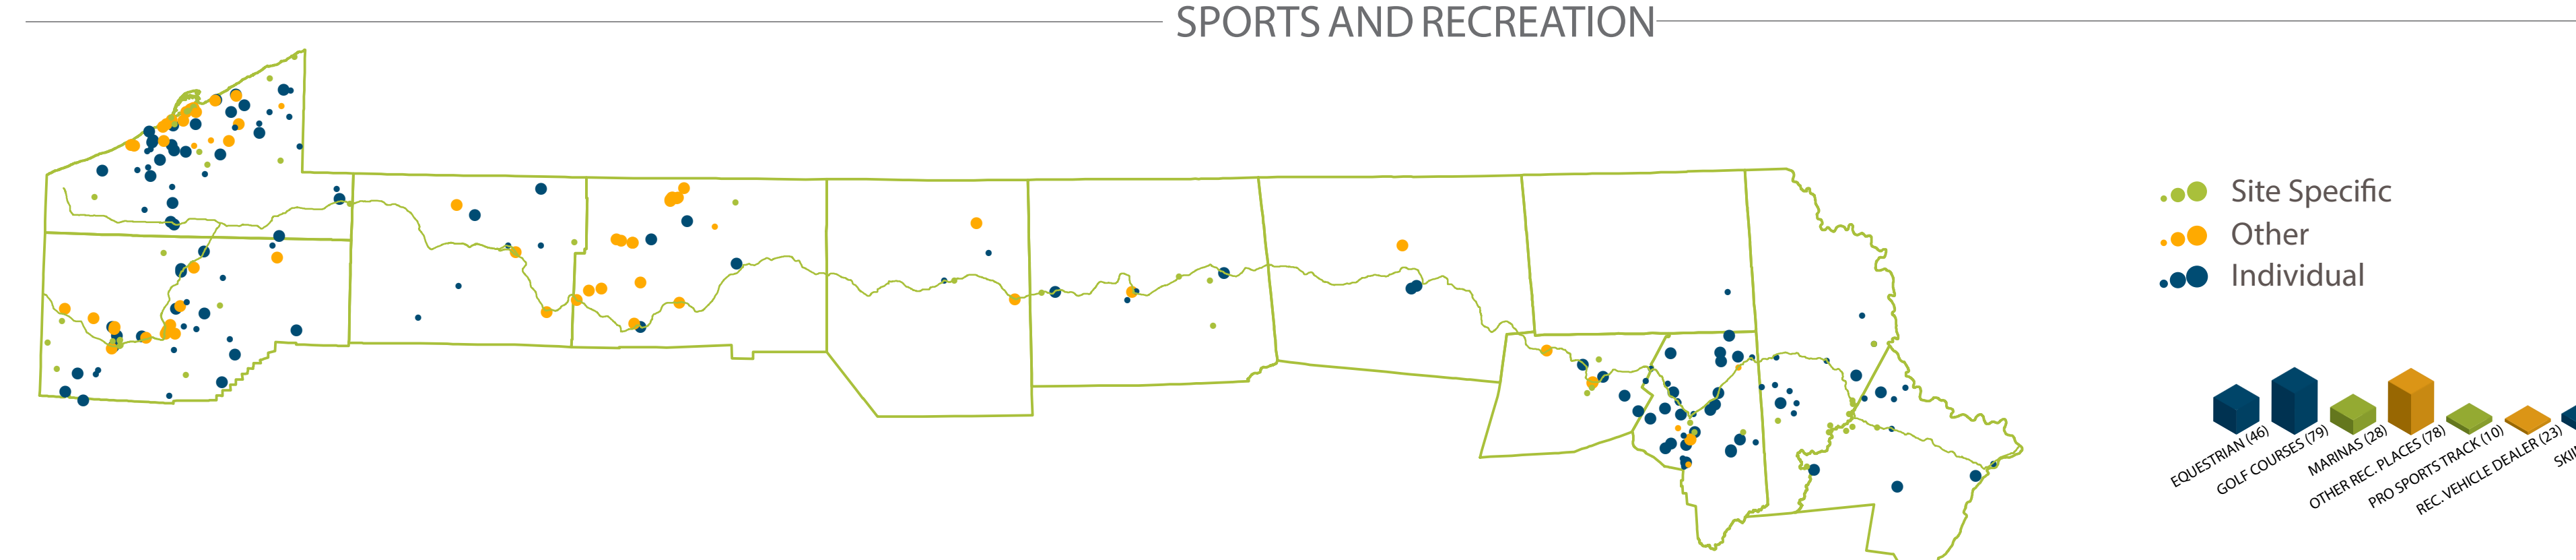 SPORTS AND RECREATION
Site Specific
Other
Individual
EQUESTRIAN (46)
GOLF COURSES (79)
MARINAS (28)
OTHER REC. PLACES (78)
PRO SPORTS TRACK (10)
REC. VEHICLE DEALER (23)